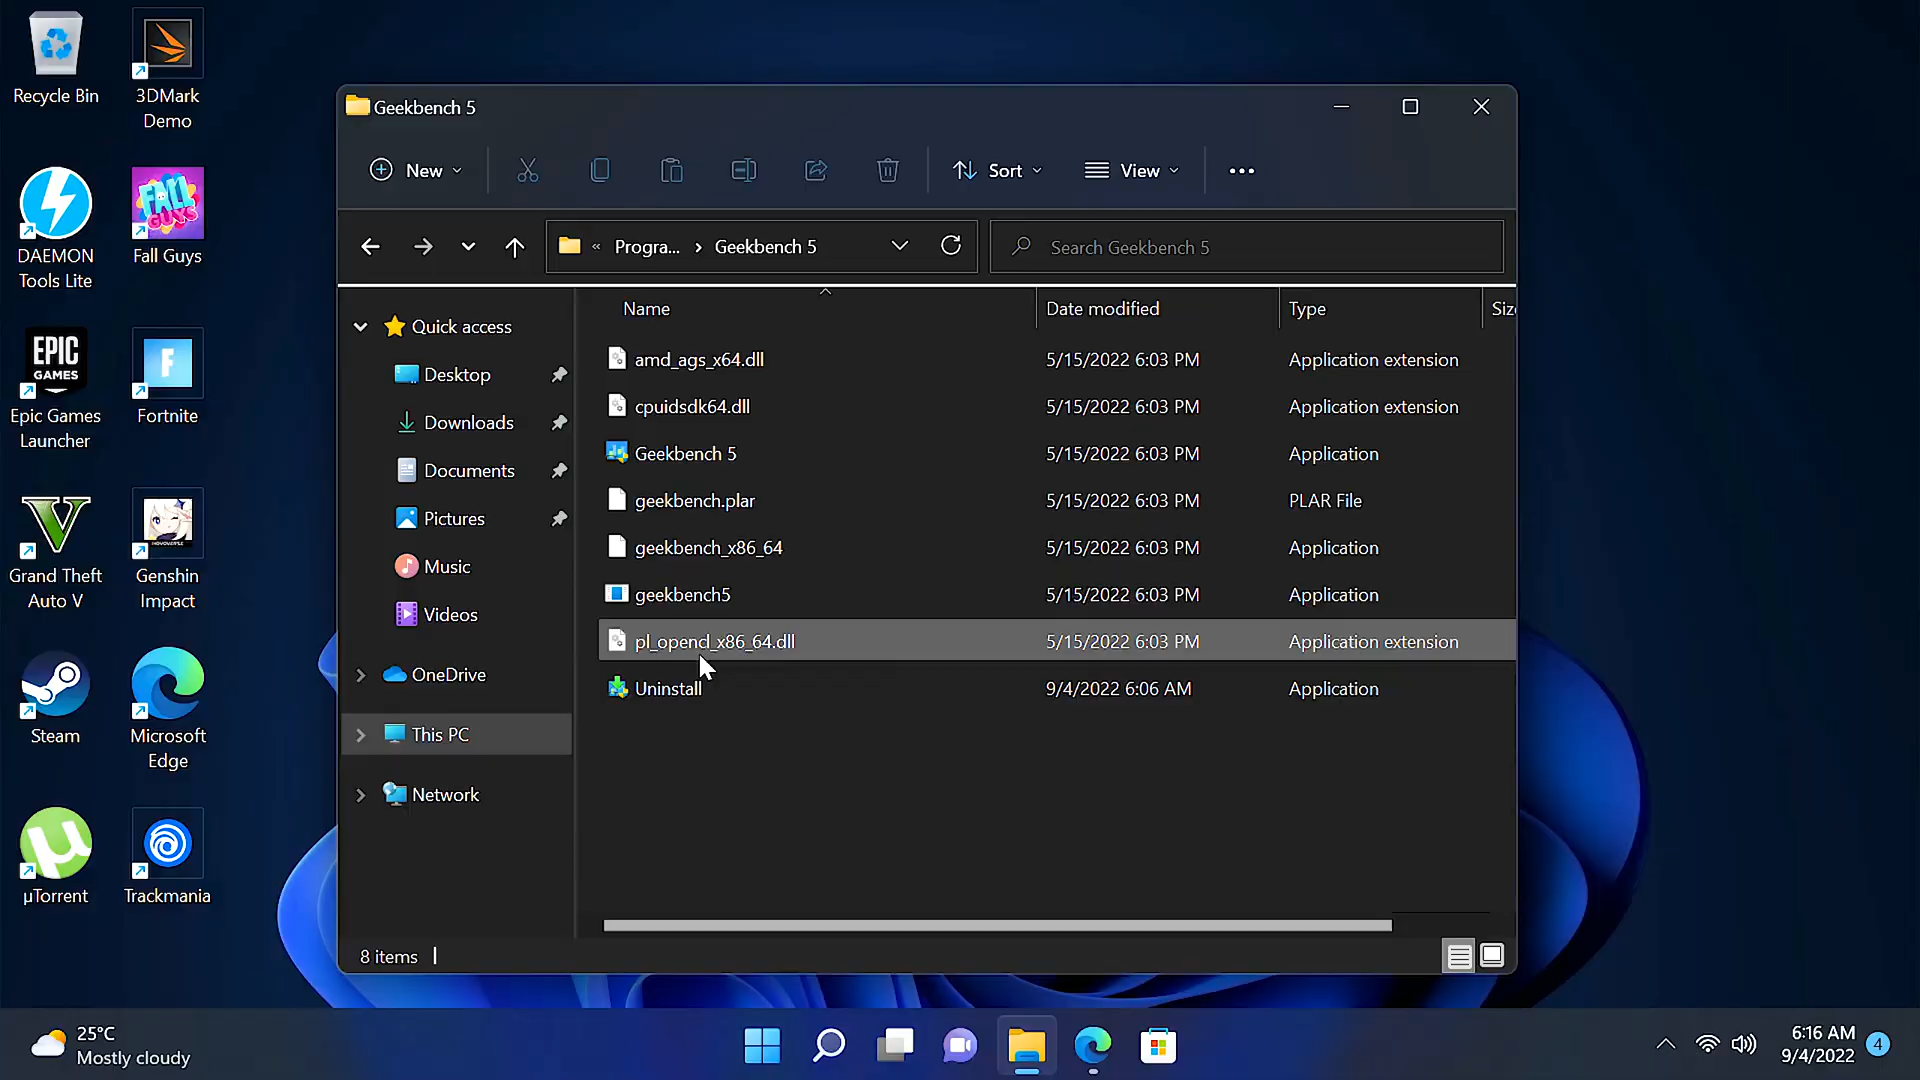 Recycle Bin
3DMark
Demo
DAEMON
Tools Lite
FALL
GUYS
Fall Guys
EPIC
GAMES
Epic Games
Launcher
F
Fortnite
V
Grand Theft
Auto V
Genshin
Impact
Steam
Microsoft
Edge
µ
µTorrent
Trackmania
Geekbench 5
New
Sort
View
« Progra... › Geekbench 5
Search Geekbench 5
Quick access
Desktop
Downloads
Documents
Pictures
Music
Videos
OneDrive
This PC
Network
Name Date modified Type Size
amd_ags_x64.dll 5/15/2022 6:03 PM Application extension
cpuidsdk64.dll 5/15/2022 6:03 PM Application extension
Geekbench 5 5/15/2022 6:03 PM Application
geekbench.plar 5/15/2022 6:03 PM PLAR File
geekbench_x86_64 5/15/2022 6:03 PM Application
geekbench5 5/15/2022 6:03 PM Application
pl_opencl_x86_64.dll 5/15/2022 6:03 PM Application extension
Uninstall 9/4/2022 6:06 AM Application
8 items
25°C
Mostly cloudy
6:16 AM
9/4/2022
4